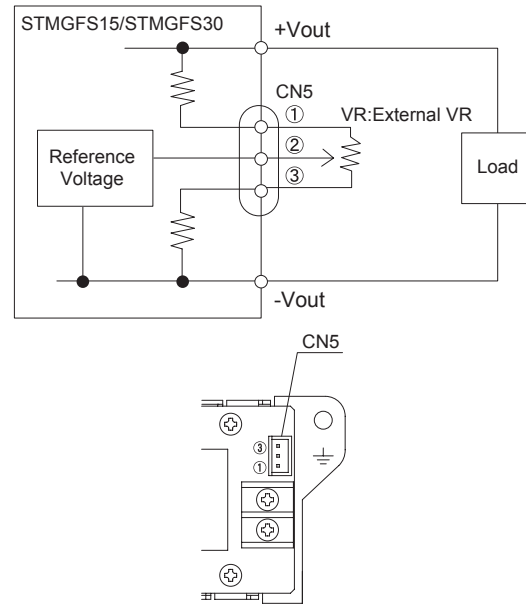 STMGFS15/STMGFS30
+Vout
CN5
①
VR:External VR
②
③
Reference
Voltage
Load
-Vout
CN5
③
①